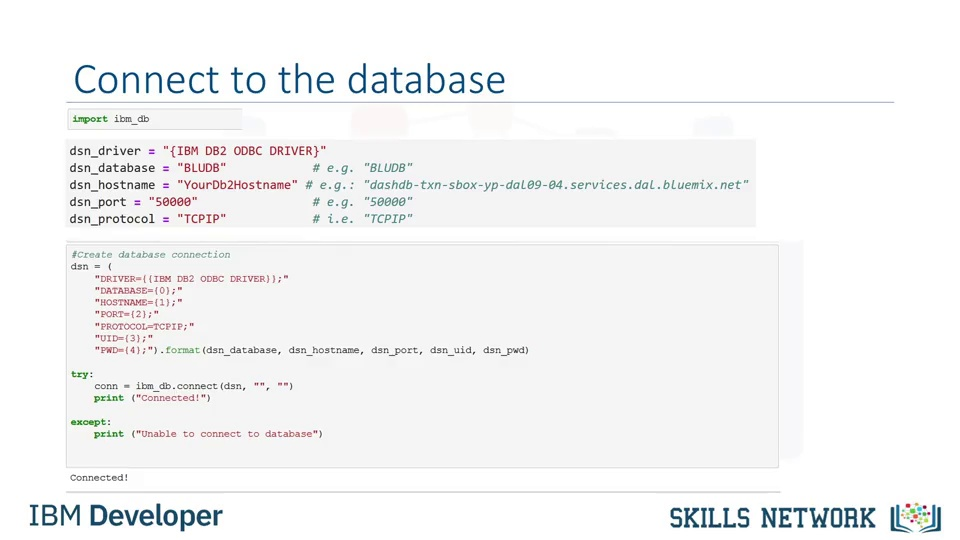 Connect to the database
import ibm_db
dsn_driver = "{IBM DB2 ODBC DRIVER}"
dsn_database = "BLUDB" # e.g. "BLUDB"
dsn_hostname = "YourDb2Hostname" # e.g.: "dashdb-txn-sbox-yp-dal09-04.services.dal.bluemix.net"
dsn_port = "50000" # e.g. "50000"
dsn_protocol = "TCPIP" # i.e. "TCPIP"
#Create database connection
dsn = (
"DRIVER={{IBM DB2 ODBC DRIVER}};"
"DATABASE={0};"
"HOSTNAME={1};"
"PORT={2};"
"PROTOCOL=TCPIP;"
"UID={3};"
"PWD={4};").format(dsn_database, dsn_hostname, dsn_port, dsn_uid, dsn_pwd)
try:
conn = ibm_db.connect(dsn, "", "")
print ("Connected!")
except:
print ("Unable to connect to database")
Connected!
IBM Developer
SKILLS NETWORK